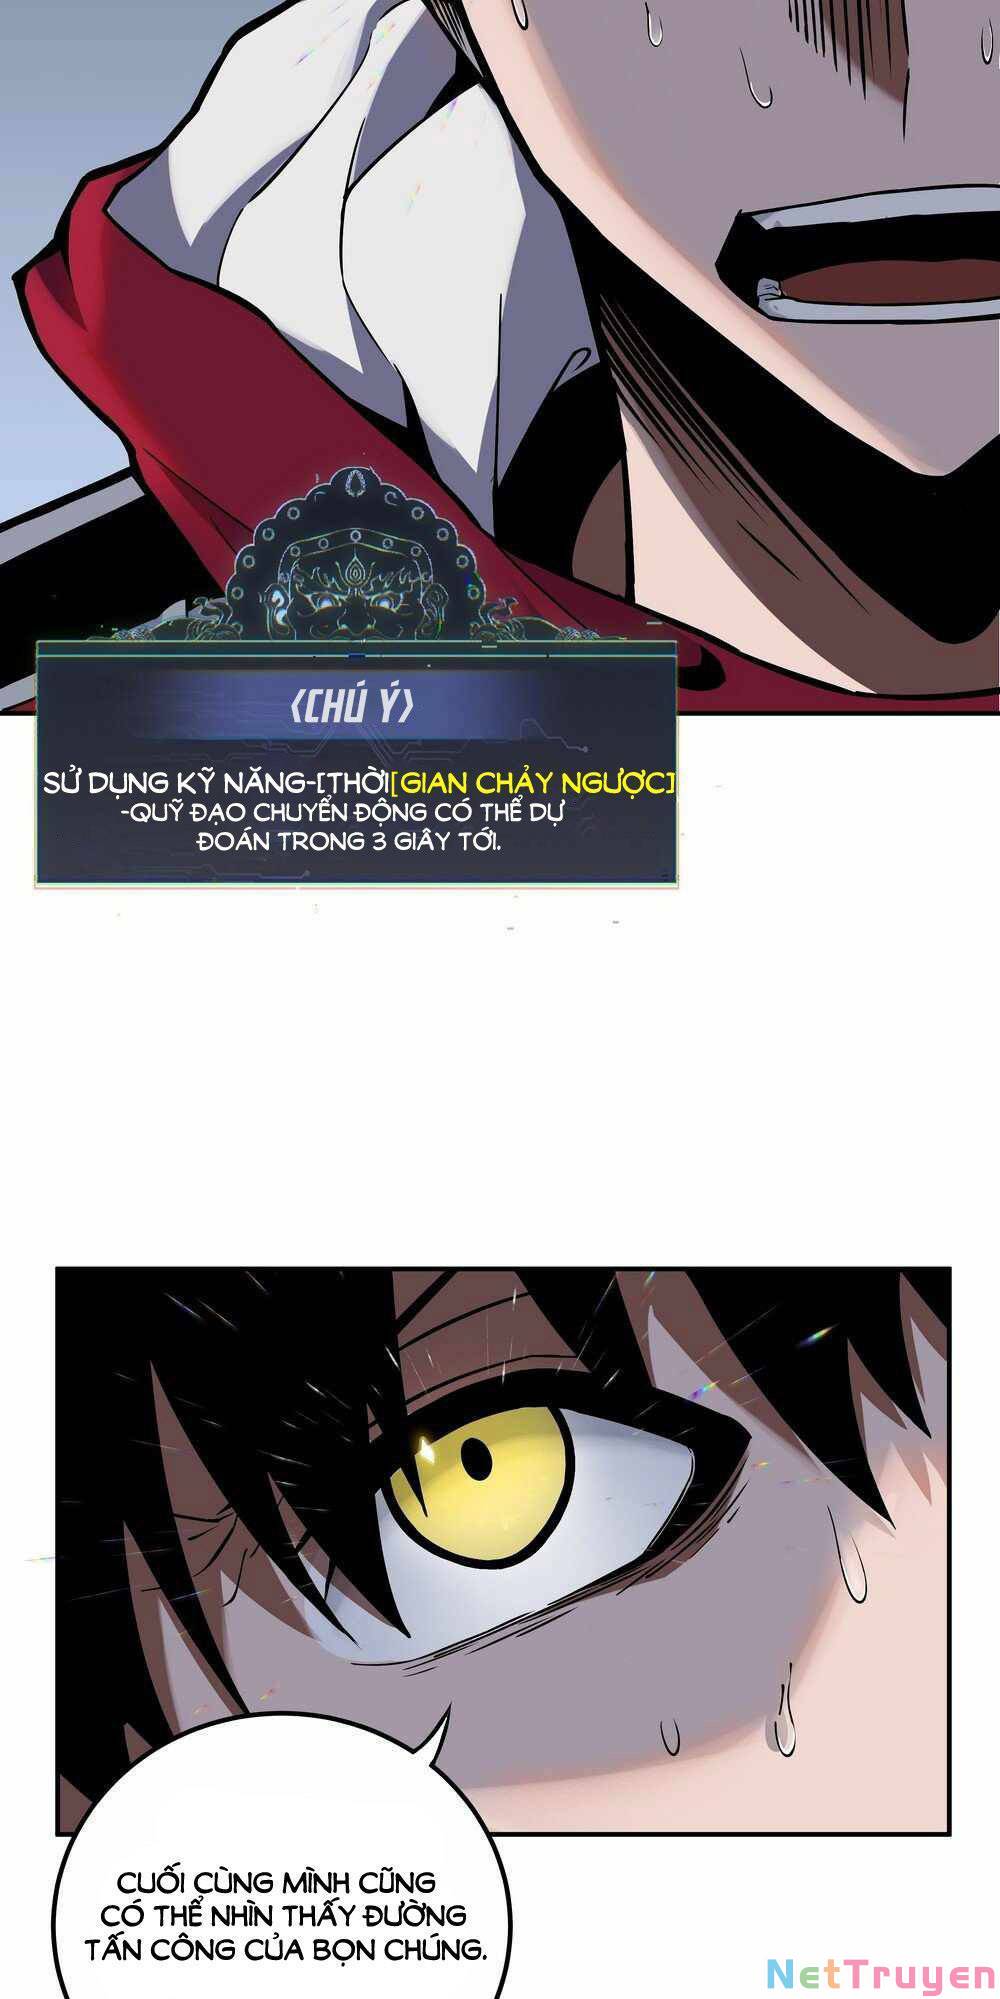 <CHÚ Ý>
SỬ DỤNG KỸ NĂNG-[THỜI[GIAN CHẢY NGƯỢC]
-QUỸ ĐẠO CHUYỂN ĐỘNG CÓ THỂ DỰ
ĐOÁN TRONG 3 GIÂY TỚI.
CUỐI CÙNG MÌNH CŨNG
CÓ THỂ NHÌN THẤY ĐƯỜNG
TẤN CÔNG CỦA BỌN CHÚNG.
NetTruyen